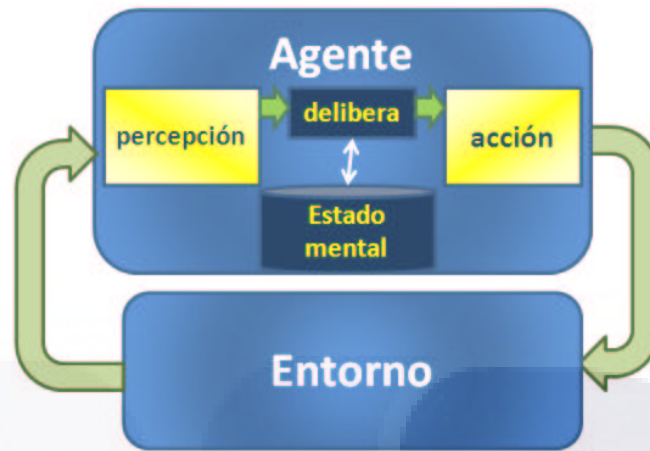 Agente
percepción
delibera
acción
Estado
mental
Entorno